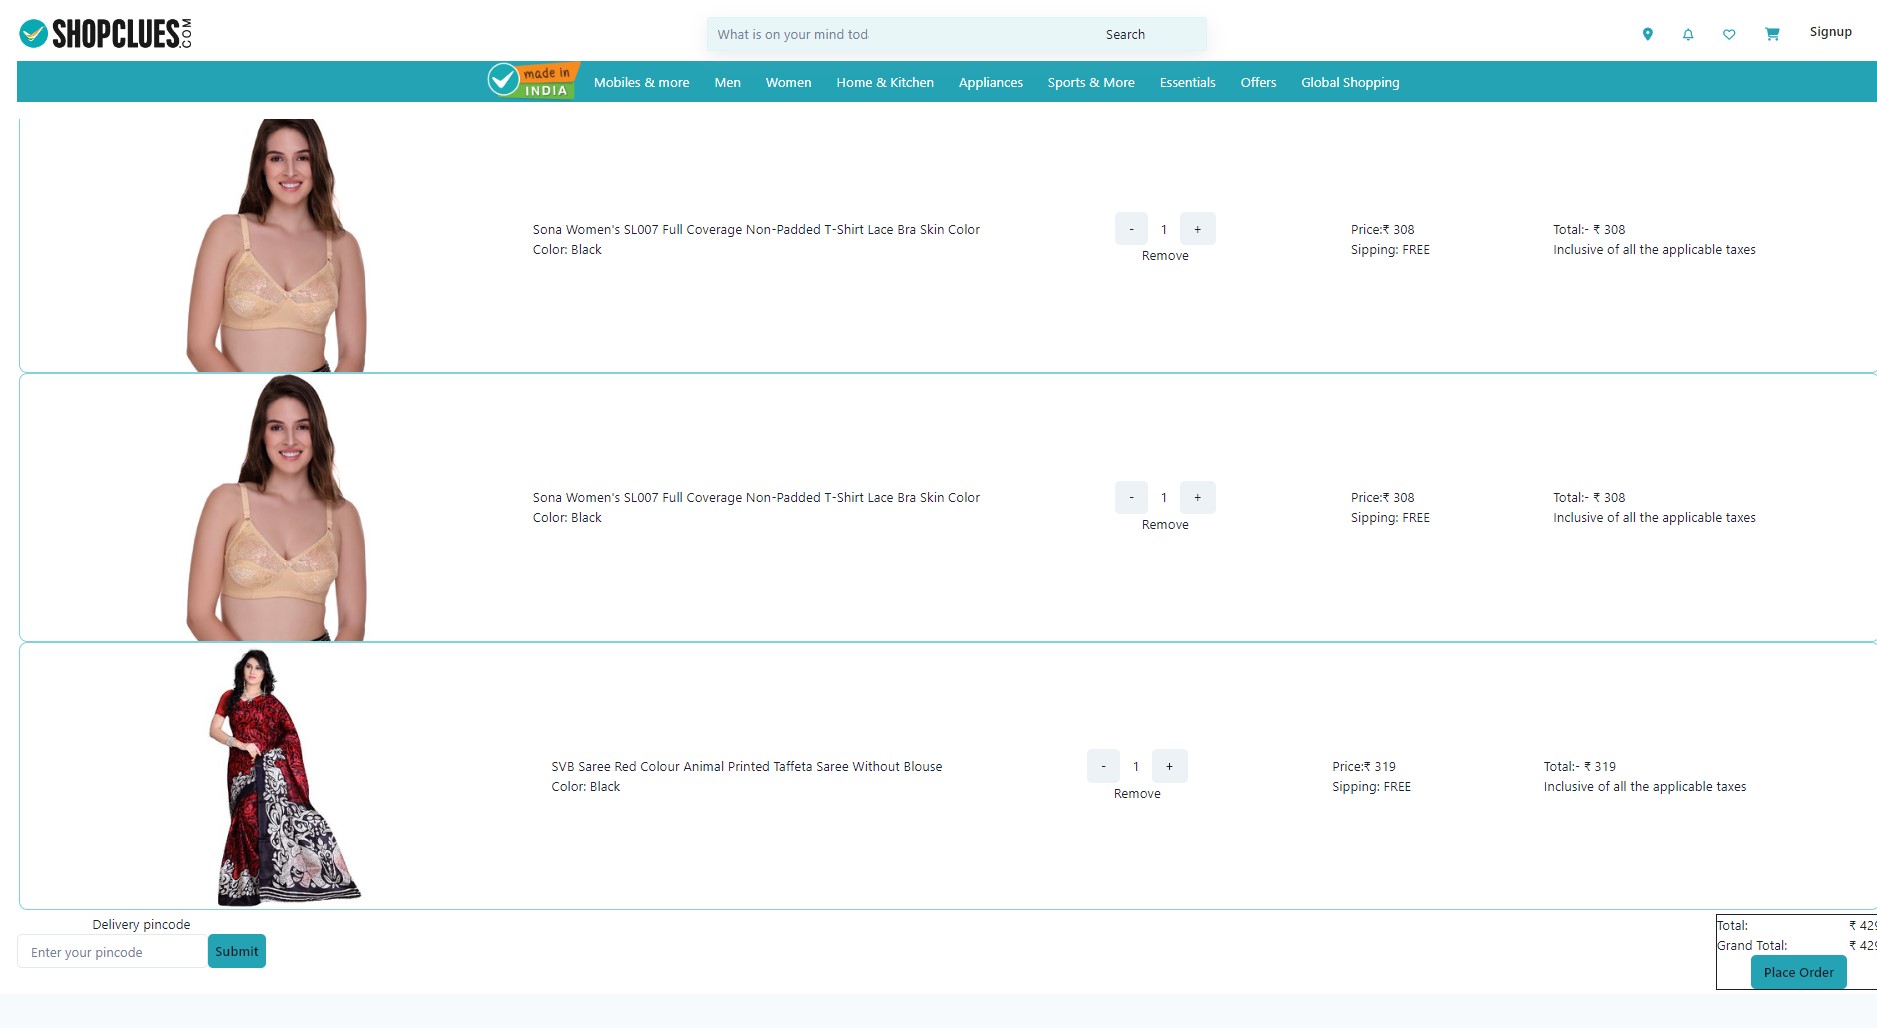 SHOPCLUES.COM
What is on your mind tod
Search
Signup
made in
INDIA
Mobiles & more
Men
Women
Home & Kitchen
Appliances
Sports & More
Essentials
Offers
Global Shopping
Sona Women's SL007 Full Coverage Non-Padded T-Shirt Lace Bra Skin Color
Color: Black
- 1 +
Remove
Price:₹ 308
Sipping: FREE
Total:- ₹ 308
Inclusive of all the applicable taxes
Sona Women's SL007 Full Coverage Non-Padded T-Shirt Lace Bra Skin Color
Color: Black
- 1 +
Remove
Price:₹ 308
Sipping: FREE
Total:- ₹ 308
Inclusive of all the applicable taxes
SVB Saree Red Colour Animal Printed Taffeta Saree Without Blouse
Color: Black
- 1 +
Remove
Price:₹ 319
Sipping: FREE
Total:- ₹ 319
Inclusive of all the applicable taxes
Delivery pincode
Enter your pincode
Submit
Total: ₹ 429
Grand Total: ₹ 429
Place Order